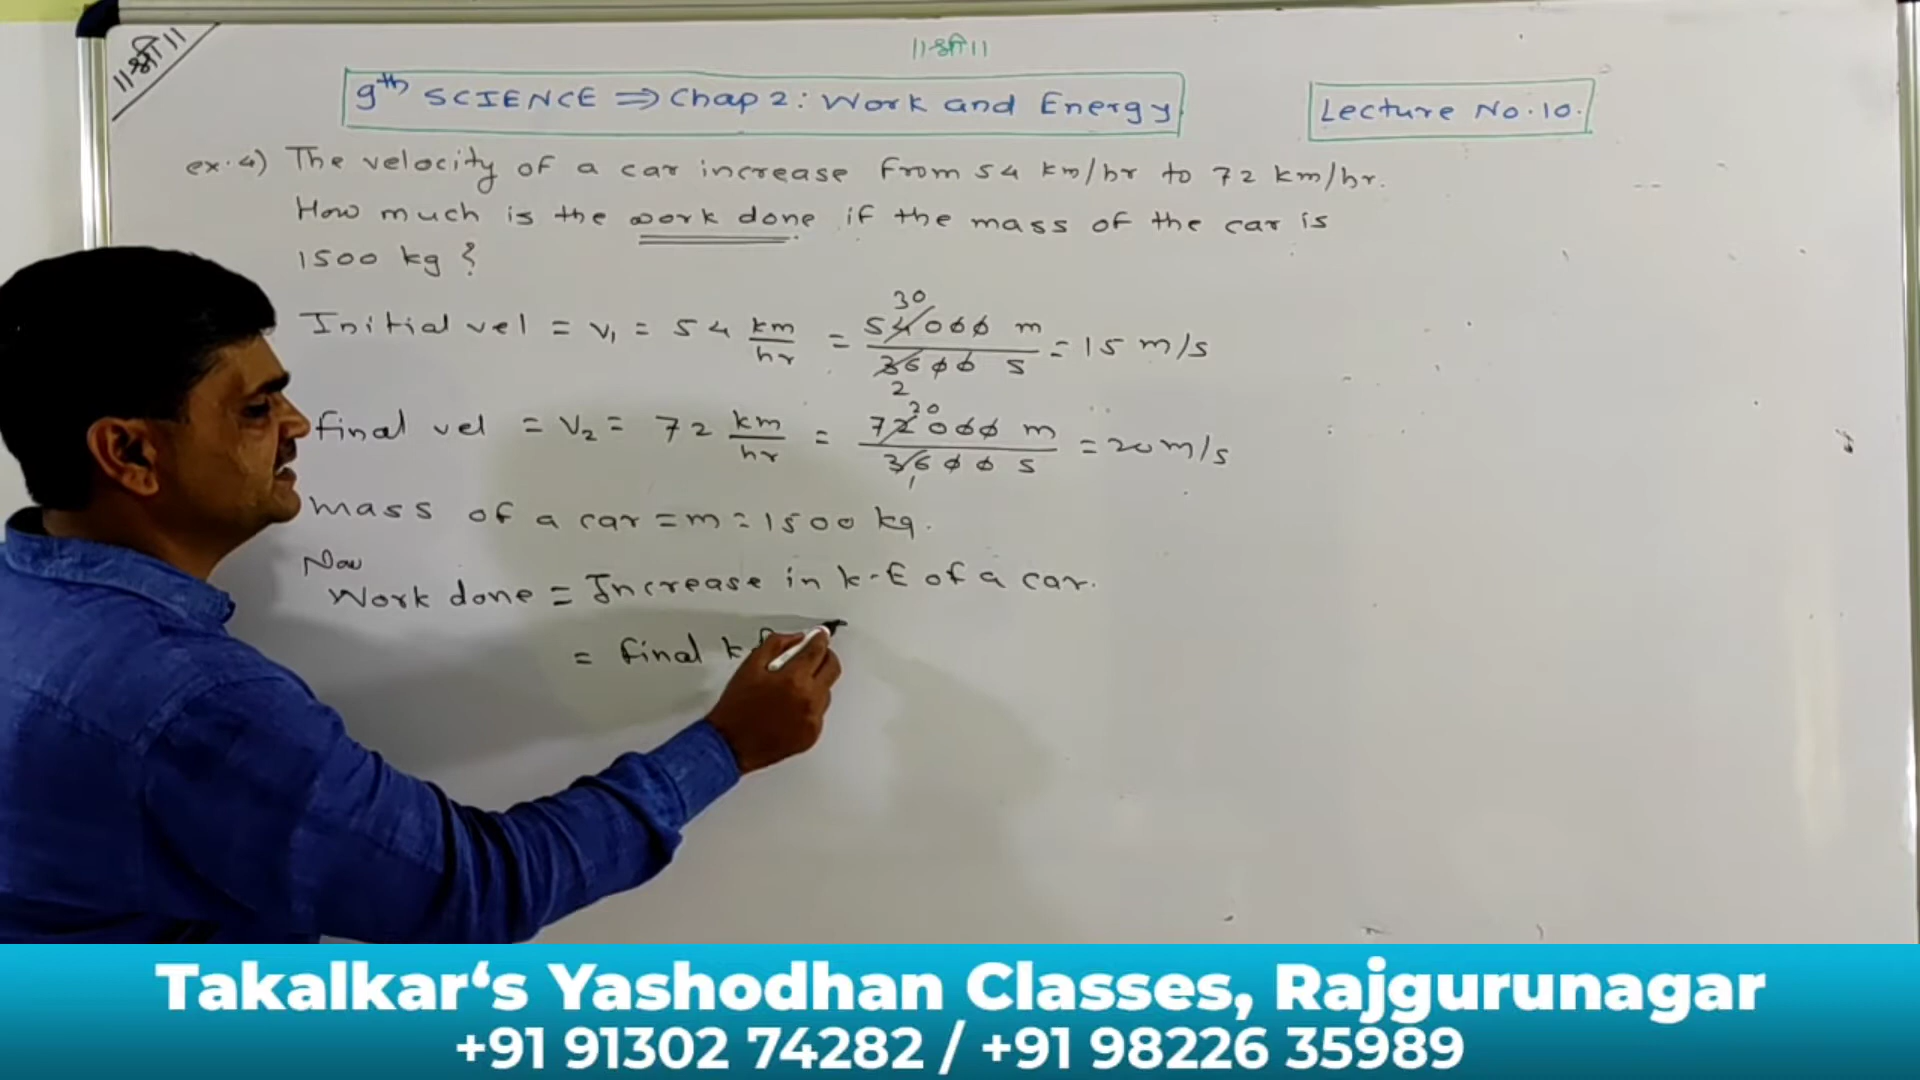 ॥श्री॥
॥श्री॥
9th SCIENCE ⇒ Chap 2: Work and Energy
Lecture No. 10.
ex. 4) The velocity of a car increase from 54 km/hr to 72 km/hr.
How much is the work done if the mass of the car is
1500 kg ?
Initial vel = v₁ = 54 km/hr = 54000 m / 3600 s = 15 m/s
30
2
final vel = v₂ = 72 km/hr = 72000 m / 3600 s = 20 m/s
20
1
mass of a car = m = 1500 kg.
Now
Work done = Increase in k-E of a car.
= final
Takalkar‘s Yashodhan Classes, Rajgurunagar
+91 91302 74282 / +91 98226 35989